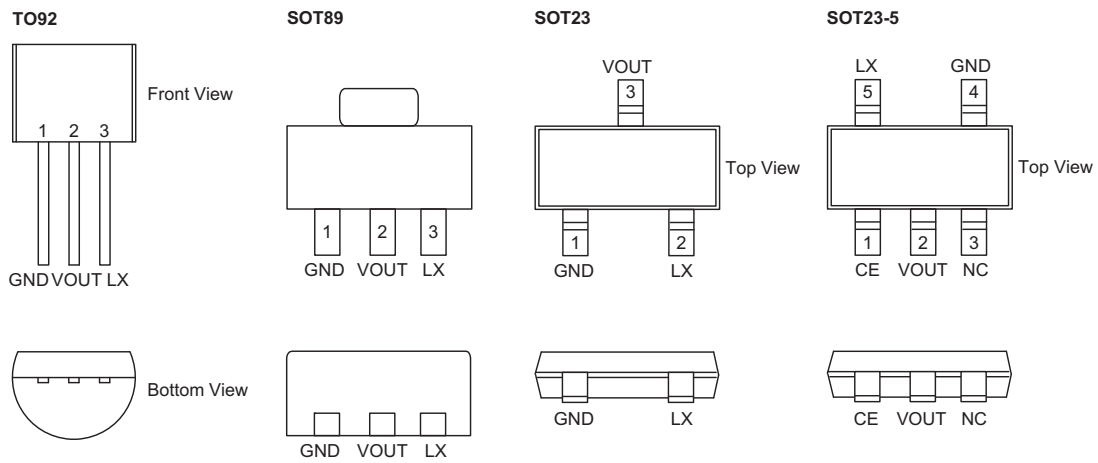 TO92
SOT89
SOT23
SOT23-5
Front View
1 2 3
GND VOUT LX
1 2 3
GND VOUT LX
VOUT
3
Top View
1 2
GND LX
LX GND
5 4
Top View
1 2 3
CE VOUT NC
Bottom View
GND VOUT LX
GND LX
CE VOUT NC